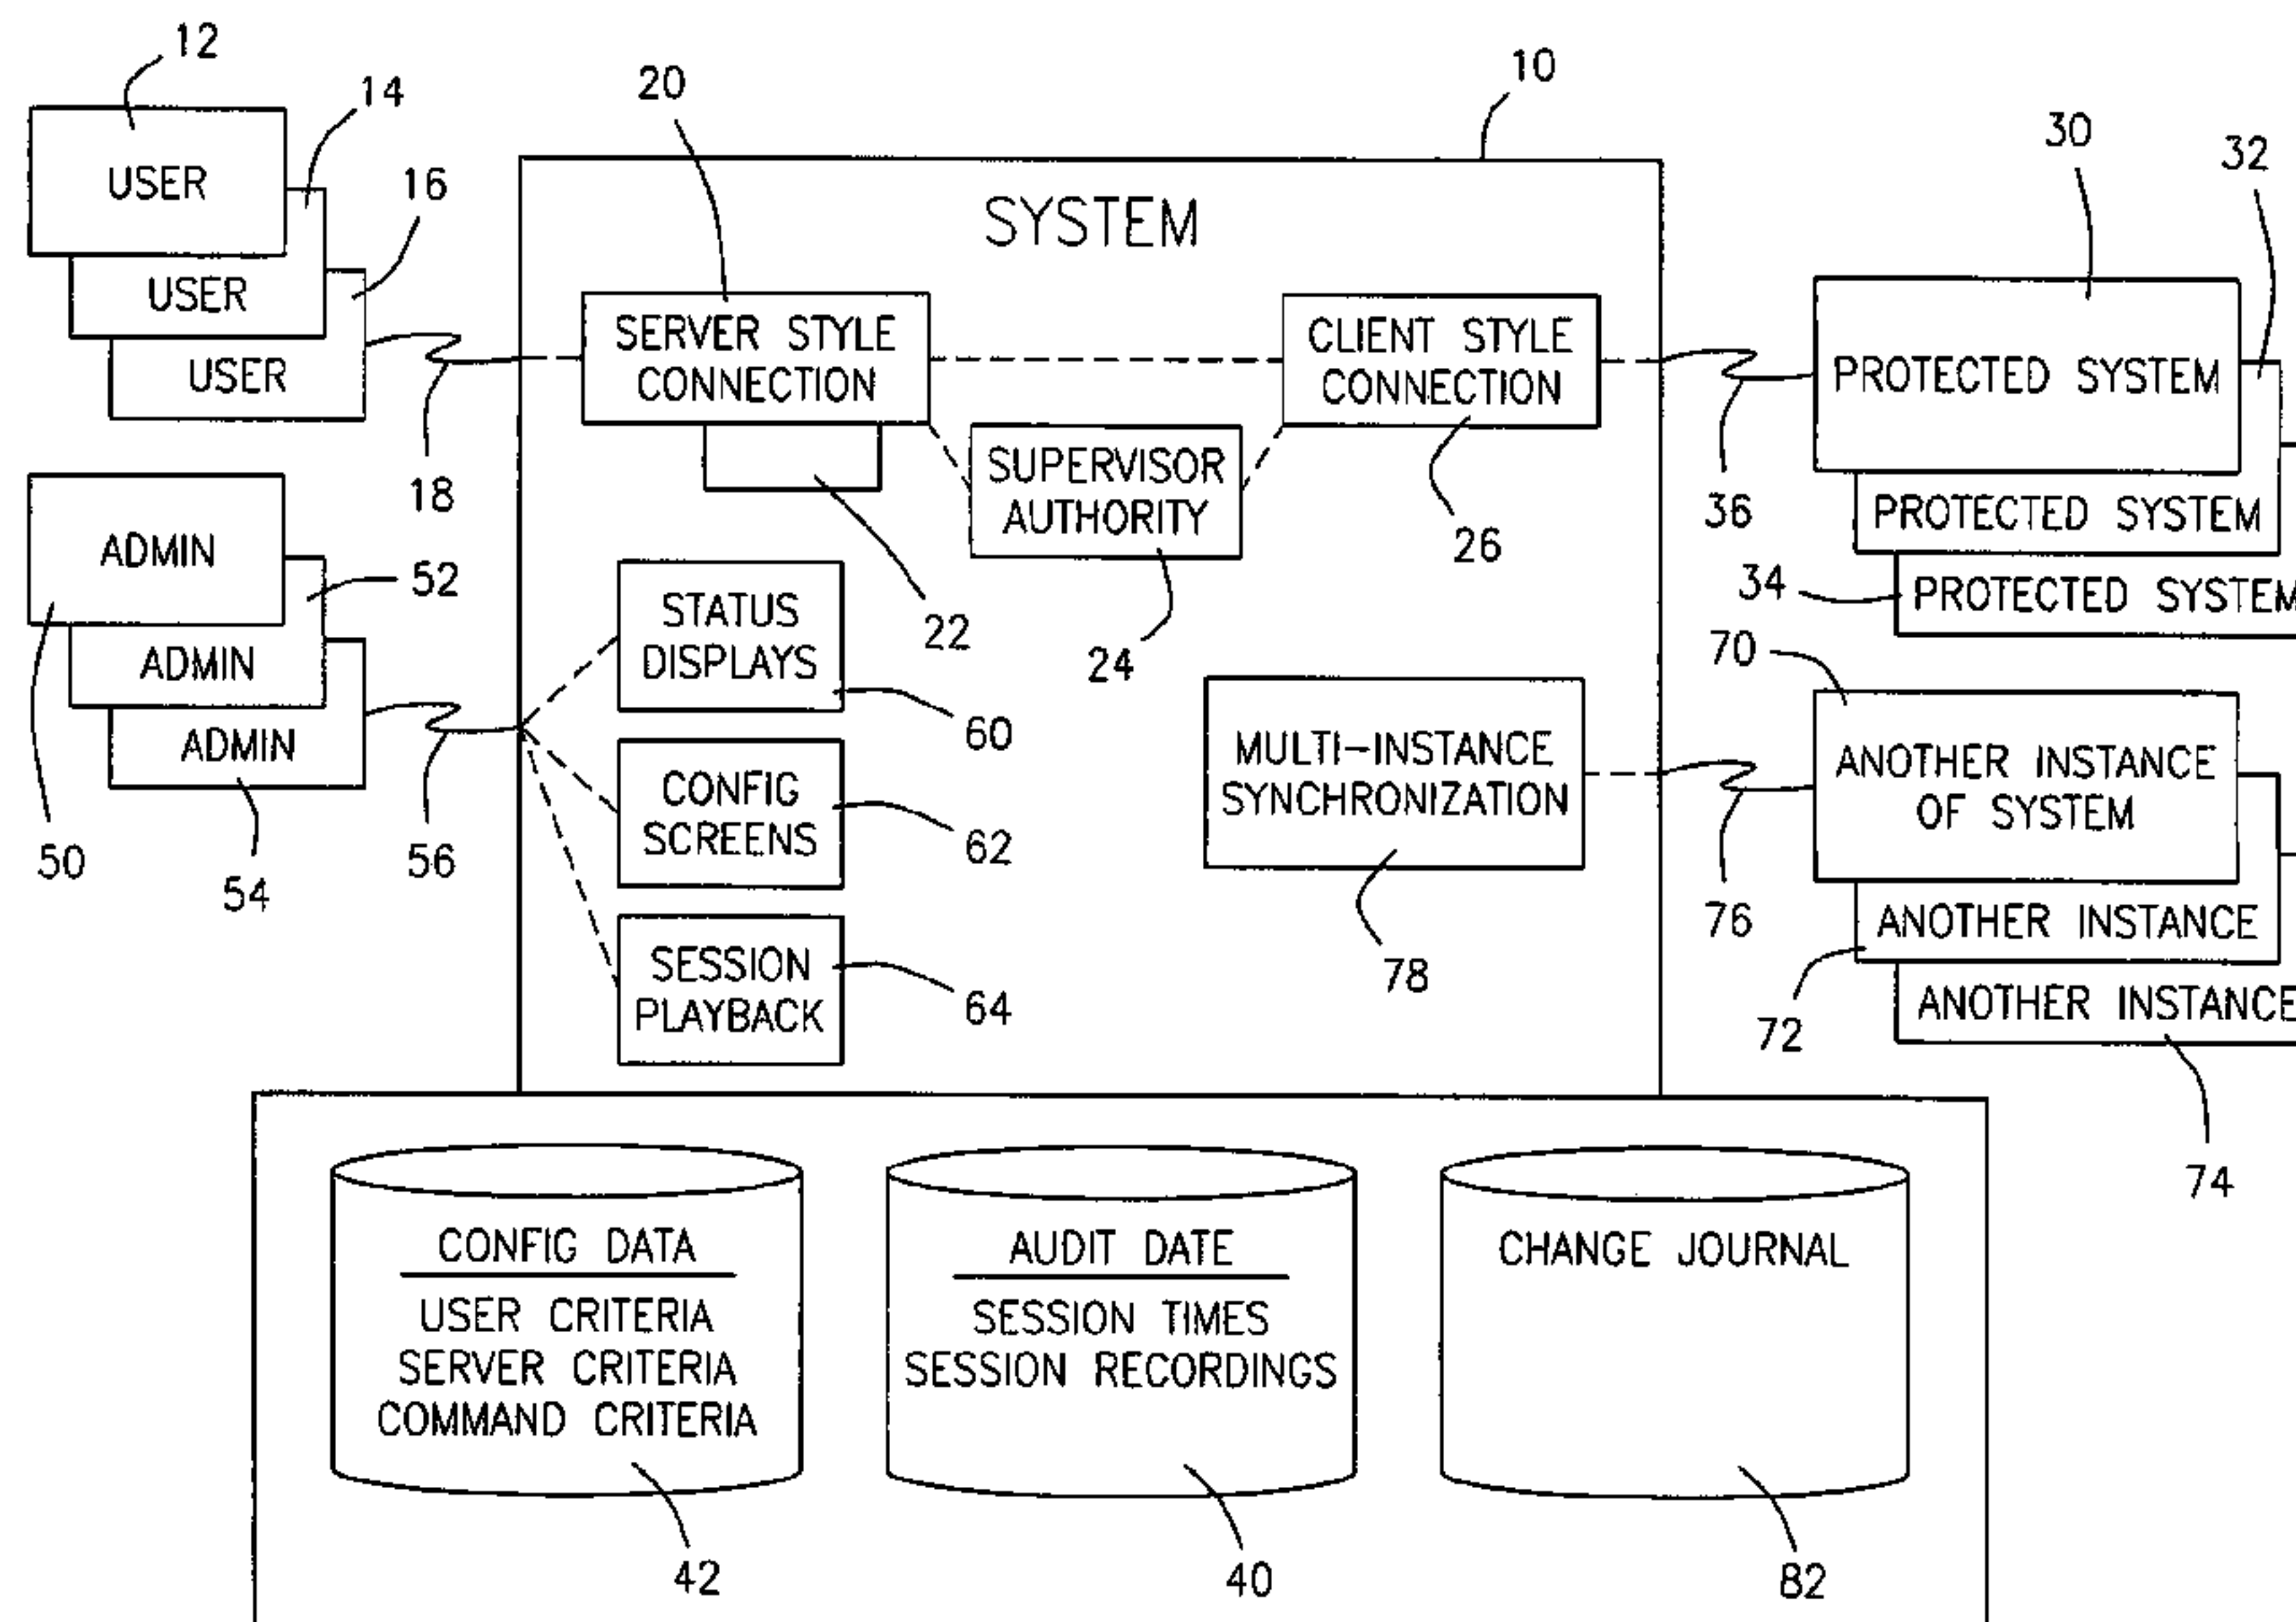 12
14
16
USER
USER
USER
18
10
SYSTEM
20
SERVER STYLE
CONNECTION
22
SUPERVISOR
AUTHORITY
24
CLIENT STYLE
CONNECTION
26
30
32
PROTECTED SYSTEM
PROTECTED SYSTEM
34
PROTECTED SYSTEM
36
ADMIN
52
ADMIN
ADMIN
50
54
56
STATUS
DISPLAYS
60
CONFIG
SCREENS
62
SESSION
PLAYBACK
64
MULTI-INSTANCE
SYNCHRONIZATION
78
70
ANOTHER INSTANCE
OF SYSTEM
76
ANOTHER INSTANCE
72
ANOTHER INSTANCE
74
CONFIG DATA
USER CRITERIA
SERVER CRITERIA
COMMAND CRITERIA
42
AUDIT DATE
SESSION TIMES
SESSION RECORDINGS
40
CHANGE JOURNAL
82